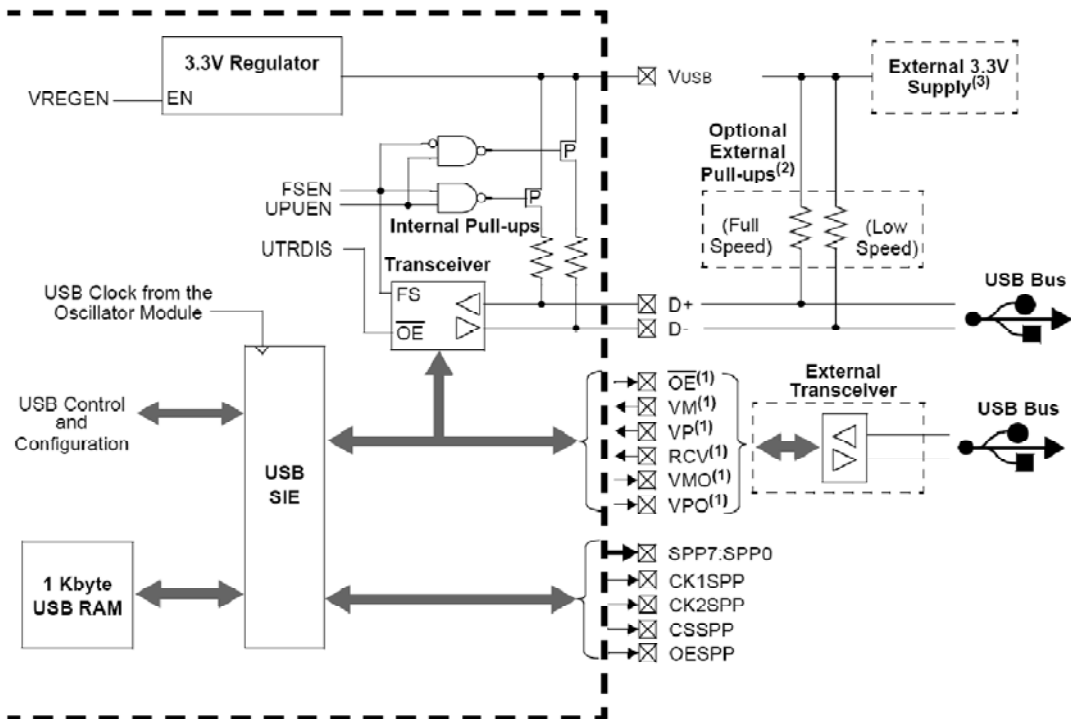 3.3V Regulator
EN
VREGEN
VUSB
External 3.3V
Supply(3)
Optional
External
Pull-ups(2)
P
P
FSEN
UPUEN
Internal Pull-ups
(Full
Speed)
(Low
Speed)
UTRDIS
Transceiver
FS
OE
USB Clock from the
Oscillator Module
D+
D-
USB Bus
USB Control
and
Configuration
USB
SIE
OE(1)
VM(1)
VP(1)
RCV(1)
VMO(1)
VPO(1)
External
Transceiver
USB Bus
1 Kbyte
USB RAM
SPP7:SPP0
CK1SPP
CK2SPP
CSSPP
OESPP